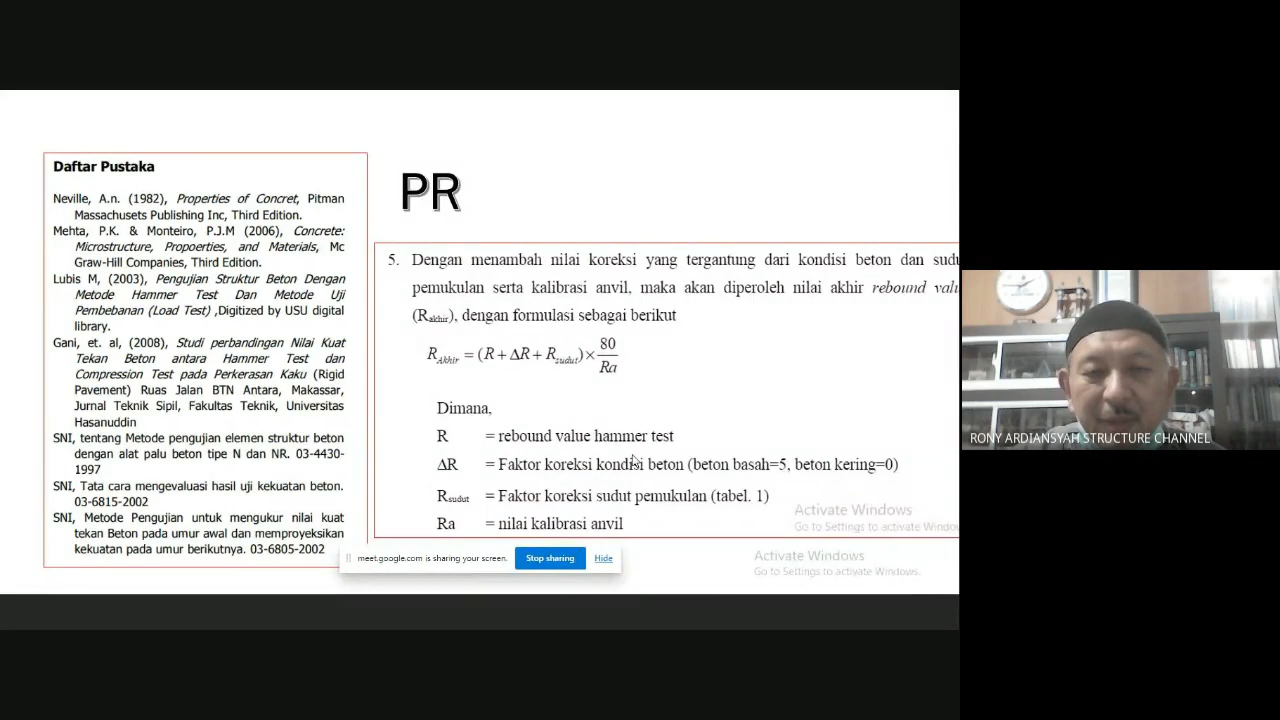 Daftar Pustaka
Neville, A.n. (1982), Properties of Concret, Pitman
Massachusets Publishing Inc, Third Edition.
Mehta, P.K. & Monteiro, P.J.M (2006), Concrete:
Microstructure, Propoerties, and Materials, Mc
Graw-Hill Companies, Third Edition.
Lubis M, (2003), Pengujian Struktur Beton Dengan
Metode Hammer Test Dan Metode Uji
Pembebanan (Load Test) ,Digitized by USU digital
library.
Gani, et. al, (2008), Studi perbandingan Nilai Kuat
Tekan Beton antara Hammer Test dan
Compression Test pada Perkerasan Kaku (Rigid
Pavement) Ruas Jalan BTN Antara, Makassar,
Jurnal Teknik Sipil, Fakultas Teknik, Universitas
Hasanuddin
SNI, tentang Metode pengujian elemen struktur beton
dengan alat palu beton tipe N dan NR. 03-4430-
1997
SNI, Tata cara mengevaluasi hasil uji kekuatan beton.
03-6815-2002
SNI, Metode Pengujian untuk mengukur nilai kuat
tekan Beton pada umur awal dan memproyeksikan
kekuatan pada umur berikutnya. 03-6805-2002
PR
5. Dengan menambah nilai koreksi yang tergantung dari kondisi beton dan sudu
pemukulan serta kalibrasi anvil, maka akan diperoleh nilai akhir rebound valu
(Rakhir), dengan formulasi sebagai berikut
R_Akhir = (R + ΔR + R_sudut) × 80/Ra
Dimana,
R = rebound value hammer test
ΔR = Faktor koreksi kondisi beton (beton basah=5, beton kering=0)
Rsudut = Faktor koreksi sudut pemukulan (tabel. 1)
Ra = nilai kalibrasi anvil
Activate Windows
Go to Settings to activate Windo
Activate Windows
Go to Settings to activate Windows.
meet.google.com is sharing your screen. Stop sharing Hide
RONY ARDIANSYAH STRUCTURE CHANNEL